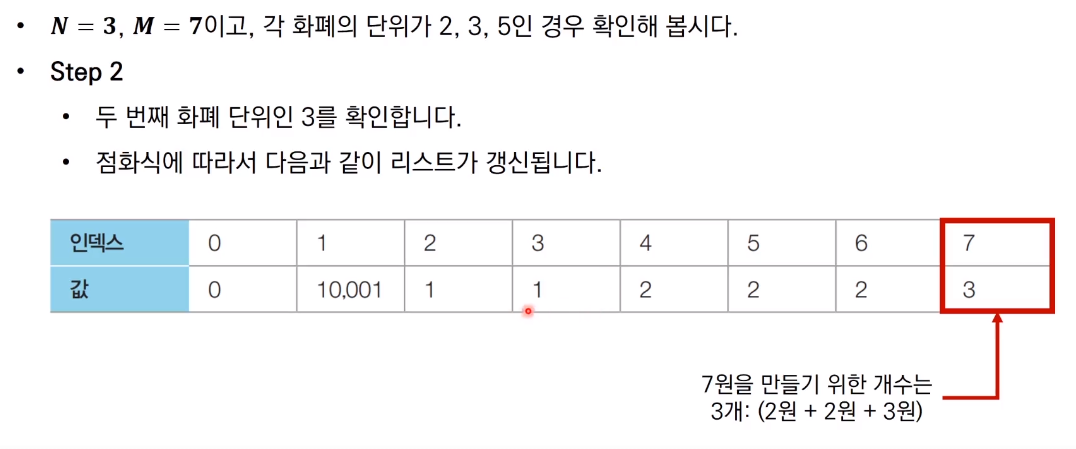 • N = 3, M = 7이고, 각 화폐의 단위가 2, 3, 5인 경우 확인해 봅시다.
• Step 2
• 두 번째 화폐 단위인 3를 확인합니다.
• 점화식에 따라서 다음과 같이 리스트가 갱신됩니다.
인덱스 0 1 2 3 4 5 6 7
값 0 10,001 1 1 2 2 2 3
7원을 만들기 위한 개수는
3개: (2원 + 2원 + 3원)